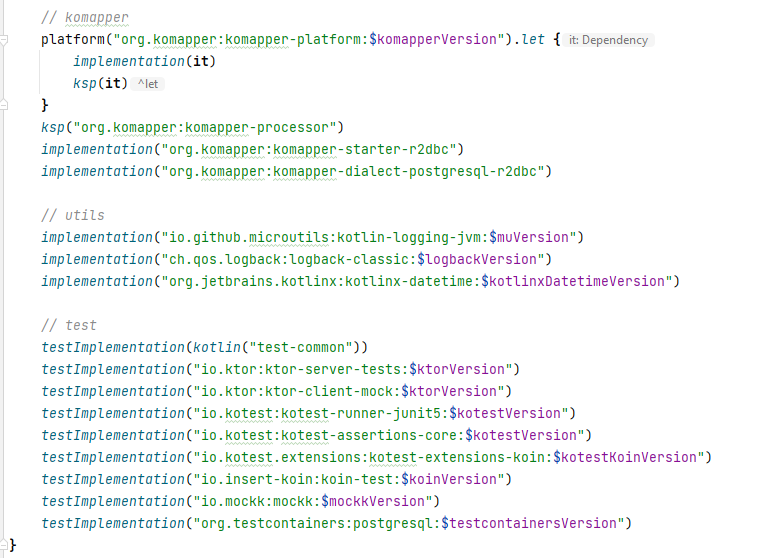 // komapper
platform("org.komapper:komapper-platform:$komapperVersion").let { it: Dependency
implementation(it)
ksp(it) ^let
}
ksp("org.komapper:komapper-processor")
implementation("org.komapper:komapper-starter-r2dbc")
implementation("org.komapper:komapper-dialect-postgresql-r2dbc")
// utils
implementation("io.github.microutils:kotlin-logging-jvm:$muVersion")
implementation("ch.qos.logback:logback-classic:$logbackVersion")
implementation("org.jetbrains.kotlinx:kotlinx-datetime:$kotlinxDatetimeVersion")
// test
testImplementation(kotlin("test-common"))
testImplementation("io.ktor:ktor-server-tests:$ktorVersion")
testImplementation("io.ktor:ktor-client-mock:$ktorVersion")
testImplementation("io.kotest:kotest-runner-junit5:$kotestVersion")
testImplementation("io.kotest:kotest-assertions-core:$kotestVersion")
testImplementation("io.kotest.extensions:kotest-extensions-koin:$kotestKoinVersion")
testImplementation("io.insert-koin:koin-test:$koinVersion")
testImplementation("io.mockk:mockk:$mockkVersion")
testImplementation("org.testcontainers:postgresql:$testcontainersVersion")
}